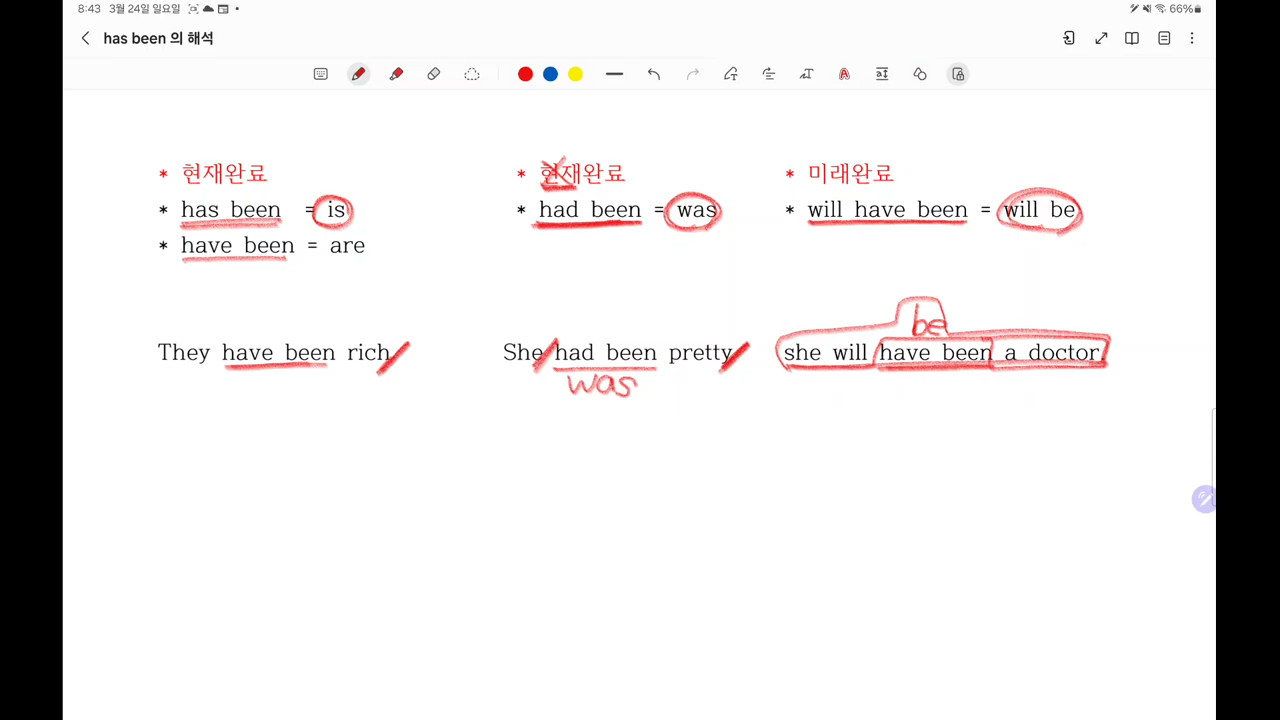 8:43 3월 24일 일요일
66%
has been 의 해석
* 현재완료
* has been = is
* have been = are
They have been rich
* 현재완료
* had been = was
She had been pretty
was
* 미래완료
* will have been = will be
be
she will have been a doctor